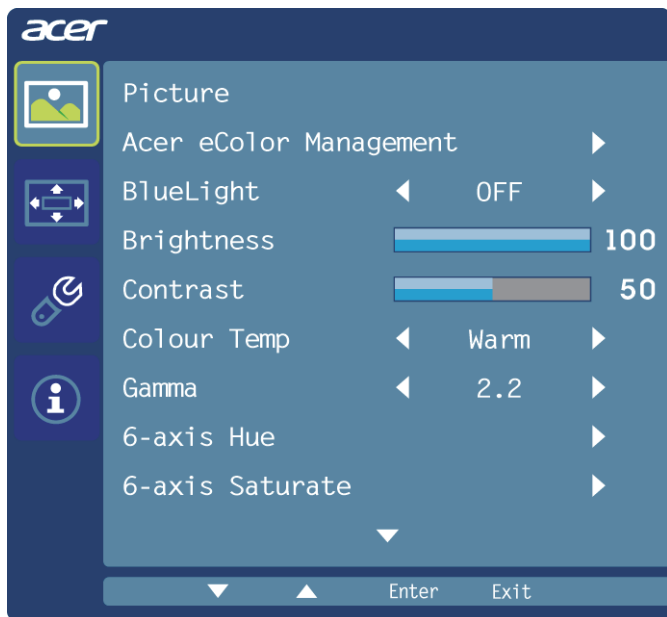 acer
Picture
Acer eColor Management
BlueLight OFF
Brightness 100
Contrast 50
Colour Temp Warm
Gamma 2.2
6-axis Hue
6-axis Saturate
Enter Exit